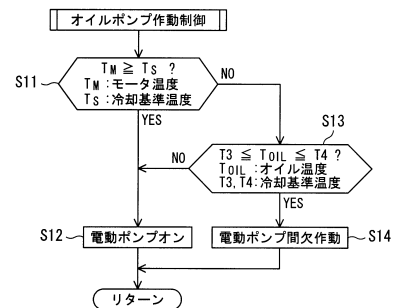 オイルポンプ作動制御
S11
TM ≧ TS ?
TM:モータ温度
TS:冷却基準温度
NO
YES
S13
T3 ≦ TOIL ≦ T4 ?
TOIL:オイル温度
T3,T4:冷却基準温度
NO
YES
S12
電動ポンプオン
電動ポンプ間欠作動
S14
リターン